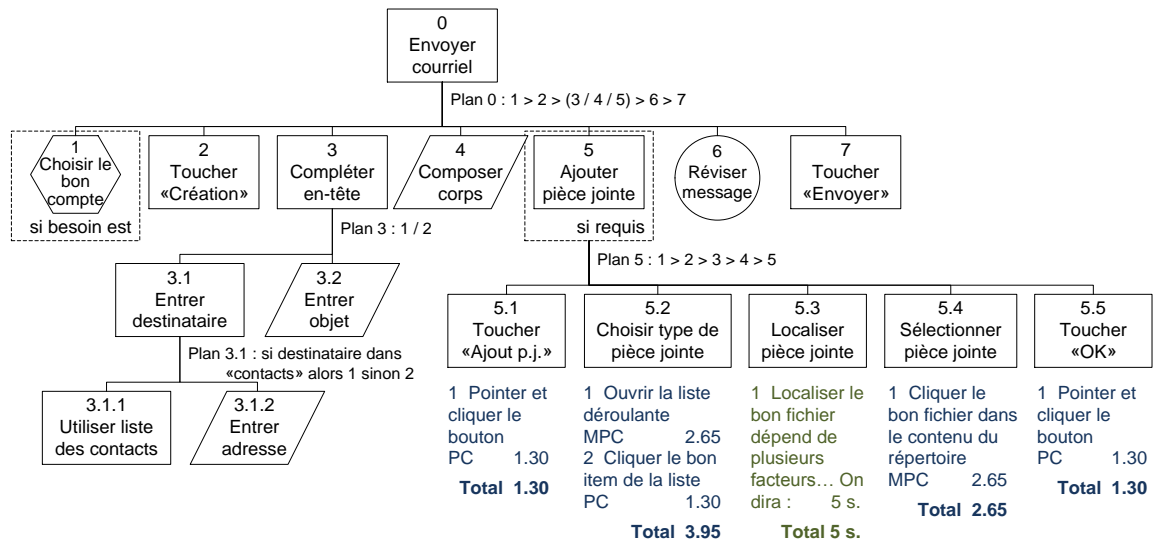 0
Envoyer
courriel
Plan 0 : 1 > 2 > (3 / 4 / 5) > 6 > 7
1
Choisir le
bon
compte
si besoin est
2
Toucher
«Création»
3
Compléter
en-tête
4
Composer
corps
5
Ajouter
pièce jointe
si requis
6
Réviser
message
7
Toucher
«Envoyer»
Plan 3 : 1 / 2
Plan 5 : 1 > 2 > 3 > 4 > 5
3.1
Entrer
destinataire
3.2
Entrer
objet
Plan 3.1 : si destinataire dans
«contacts» alors 1 sinon 2
3.1.1
Utiliser liste
des contacts
3.1.2
Entrer
adresse
5.1
Toucher
«Ajout p.j.»
5.2
Choisir type de
pièce jointe
5.3
Localiser
pièce jointe
5.4
Sélectionner
pièce jointe
5.5
Toucher
«OK»
1 Pointer et
cliquer le
bouton
PC 1.30
Total 1.30
1 Ouvrir la liste
déroulante
MPC 2.65
2 Cliquer le bon
item de la liste
PC 1.30
Total 3.95
1 Localiser le
bon fichier
dépend de
plusieurs
facteurs… On
dira : 5 s.
Total 5 s.
1 Cliquer le
bon fichier dans
le contenu du
répertoire
MPC 2.65
Total 2.65
1 Pointer et
cliquer le
bouton
PC 1.30
Total 1.30